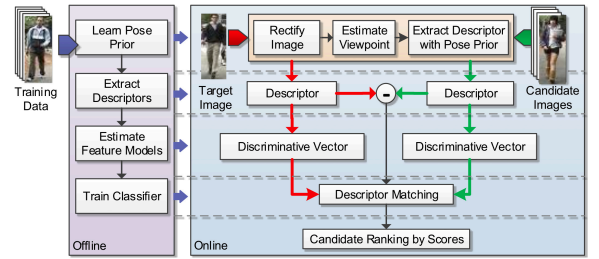 Learn Pose
Prior
Extract
Descriptors
Estimate
Feature Models
Train Classifier
Offline
Training
Data
Rectify
Image
Estimate
Viewpoint
Extract Descriptor
with Pose Prior
Target
Image
Candidate
Images
Descriptor
-
Descriptor
Discriminative Vector
Discriminative Vector
Descriptor Matching
Candidate Ranking by Scores
Online